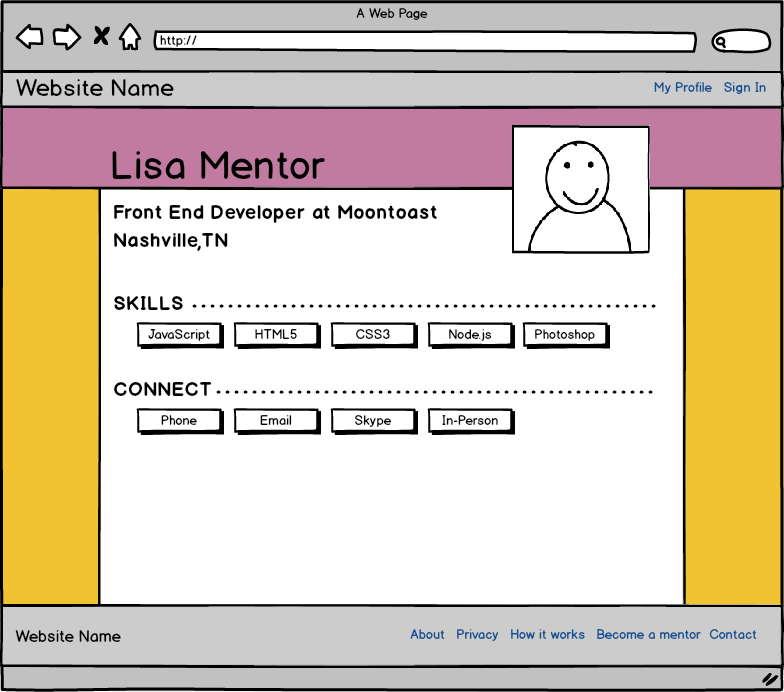 A Web Page
http://
Website Name My Profile Sign In
Lisa Mentor
Front End Developer at Moontoast
Nashville,TN
SKILLS
JavaScript HTML5 CSS3 Node.js Photoshop
CONNECT
Phone Email Skype In-Person
Website Name About Privacy How it works Become a mentor Contact